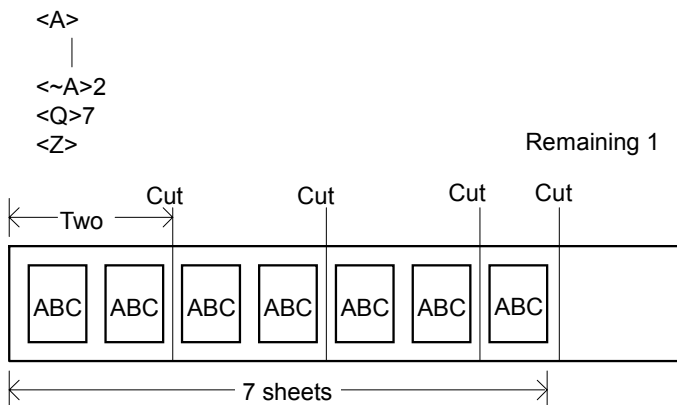 <A>
<~A>2
<Q>7
<Z>
Remaining 1
Cut Cut Cut Cut
Two
ABC ABC ABC ABC ABC ABC ABC
7 sheets